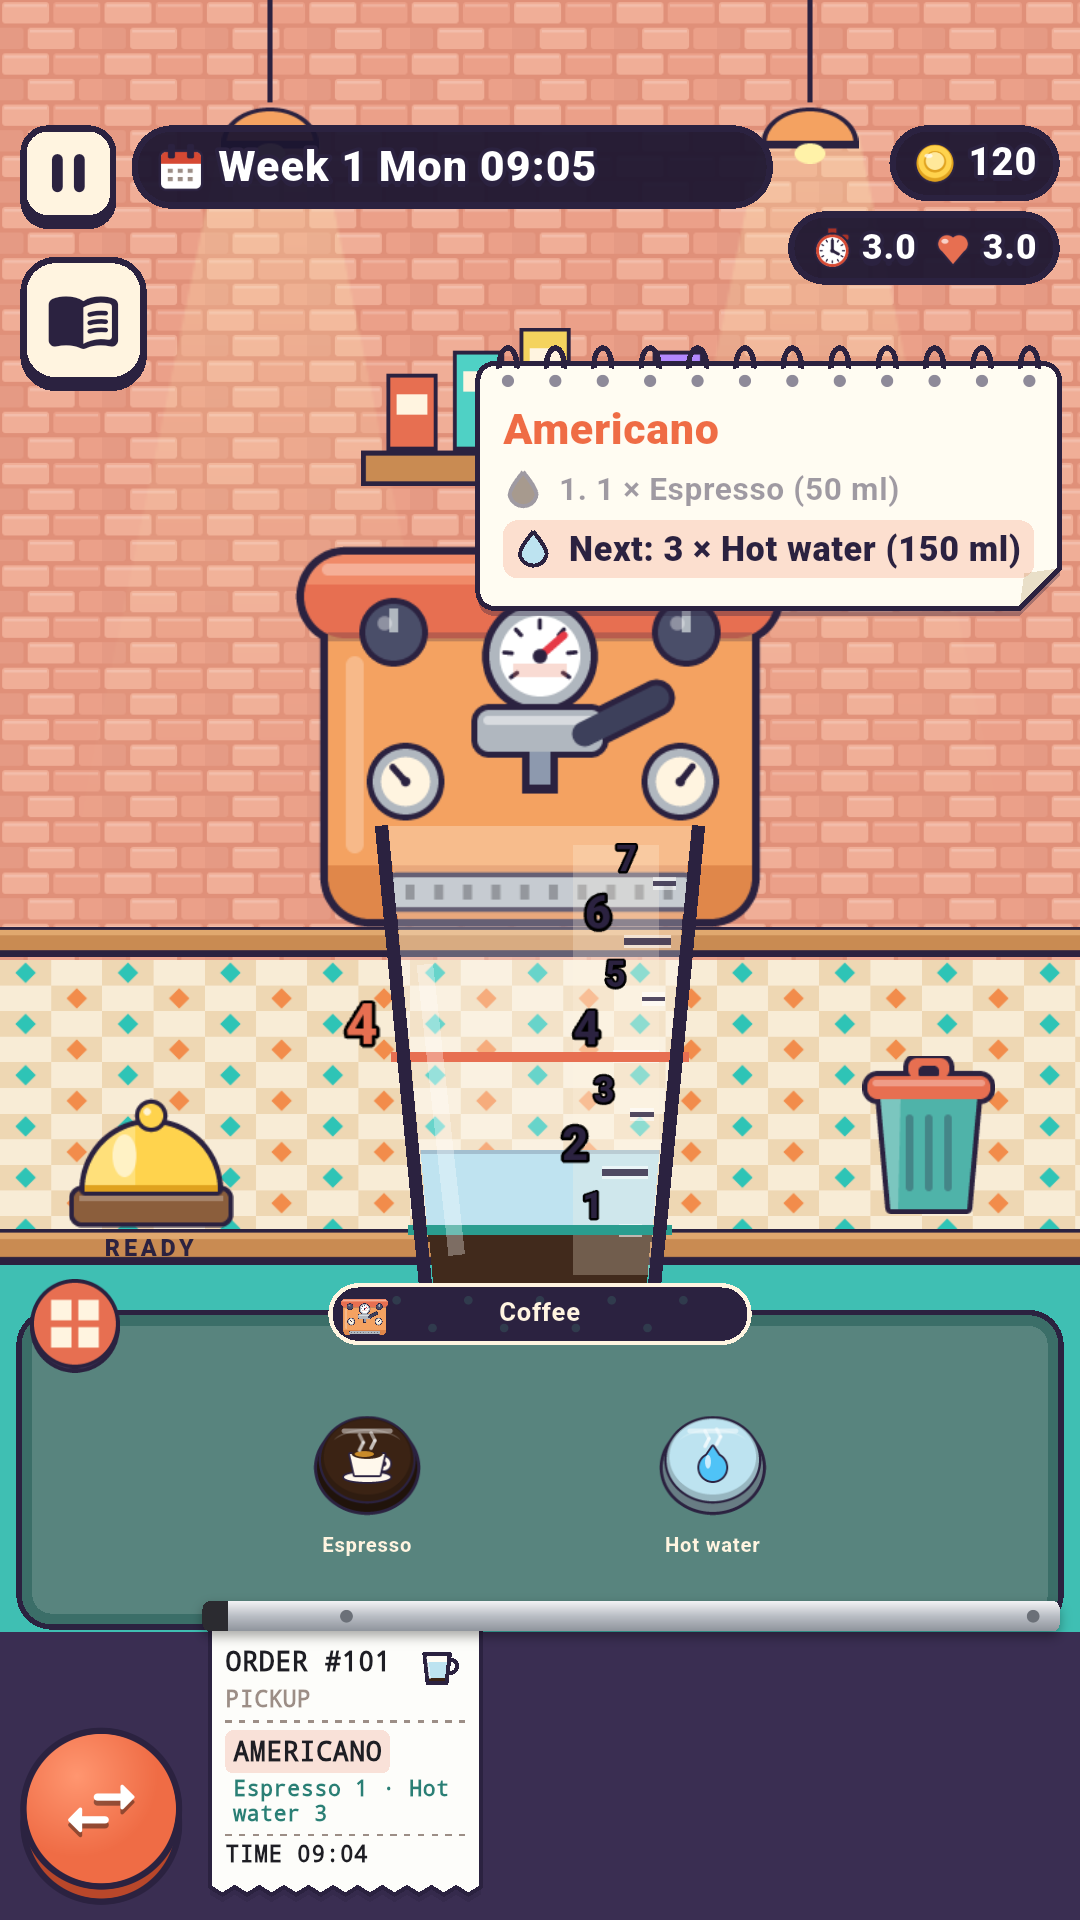 Week 1 Mon 09:05
120
3.0 3.0
Americano
1. 1 × Espresso (50 ml)
Next: 3 × Hot water (150 ml)
7
6
5
4
4
3
2
1
READY
Coffee
Espresso
Hot water
ORDER #101
PICKUP
AMERICANO
Espresso 1 · Hot
water 3
TIME 09:04